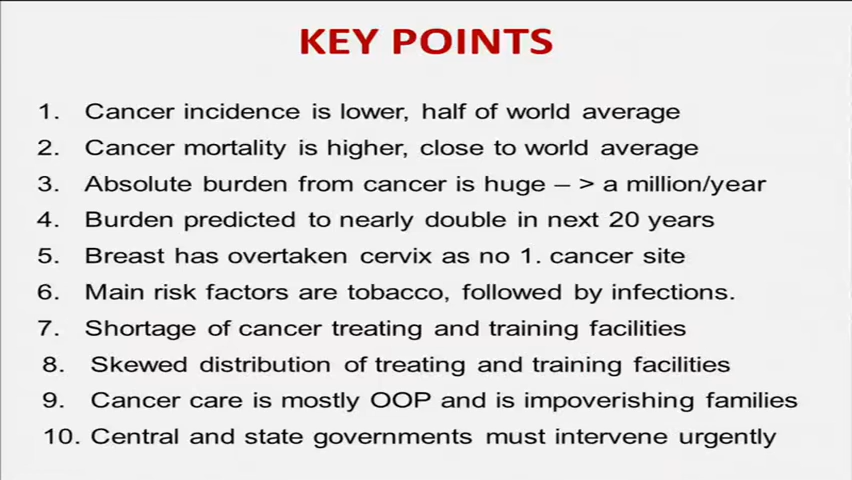 KEY POINTS
1. Cancer incidence is lower, half of world average
2. Cancer mortality is higher, close to world average
3. Absolute burden from cancer is huge – > a million/year
4. Burden predicted to nearly double in next 20 years
5. Breast has overtaken cervix as no 1. cancer site
6. Main risk factors are tobacco, followed by infections.
7. Shortage of cancer treating and training facilities
8. Skewed distribution of treating and training facilities
9. Cancer care is mostly OOP and is impoverishing families
10. Central and state governments must intervene urgently